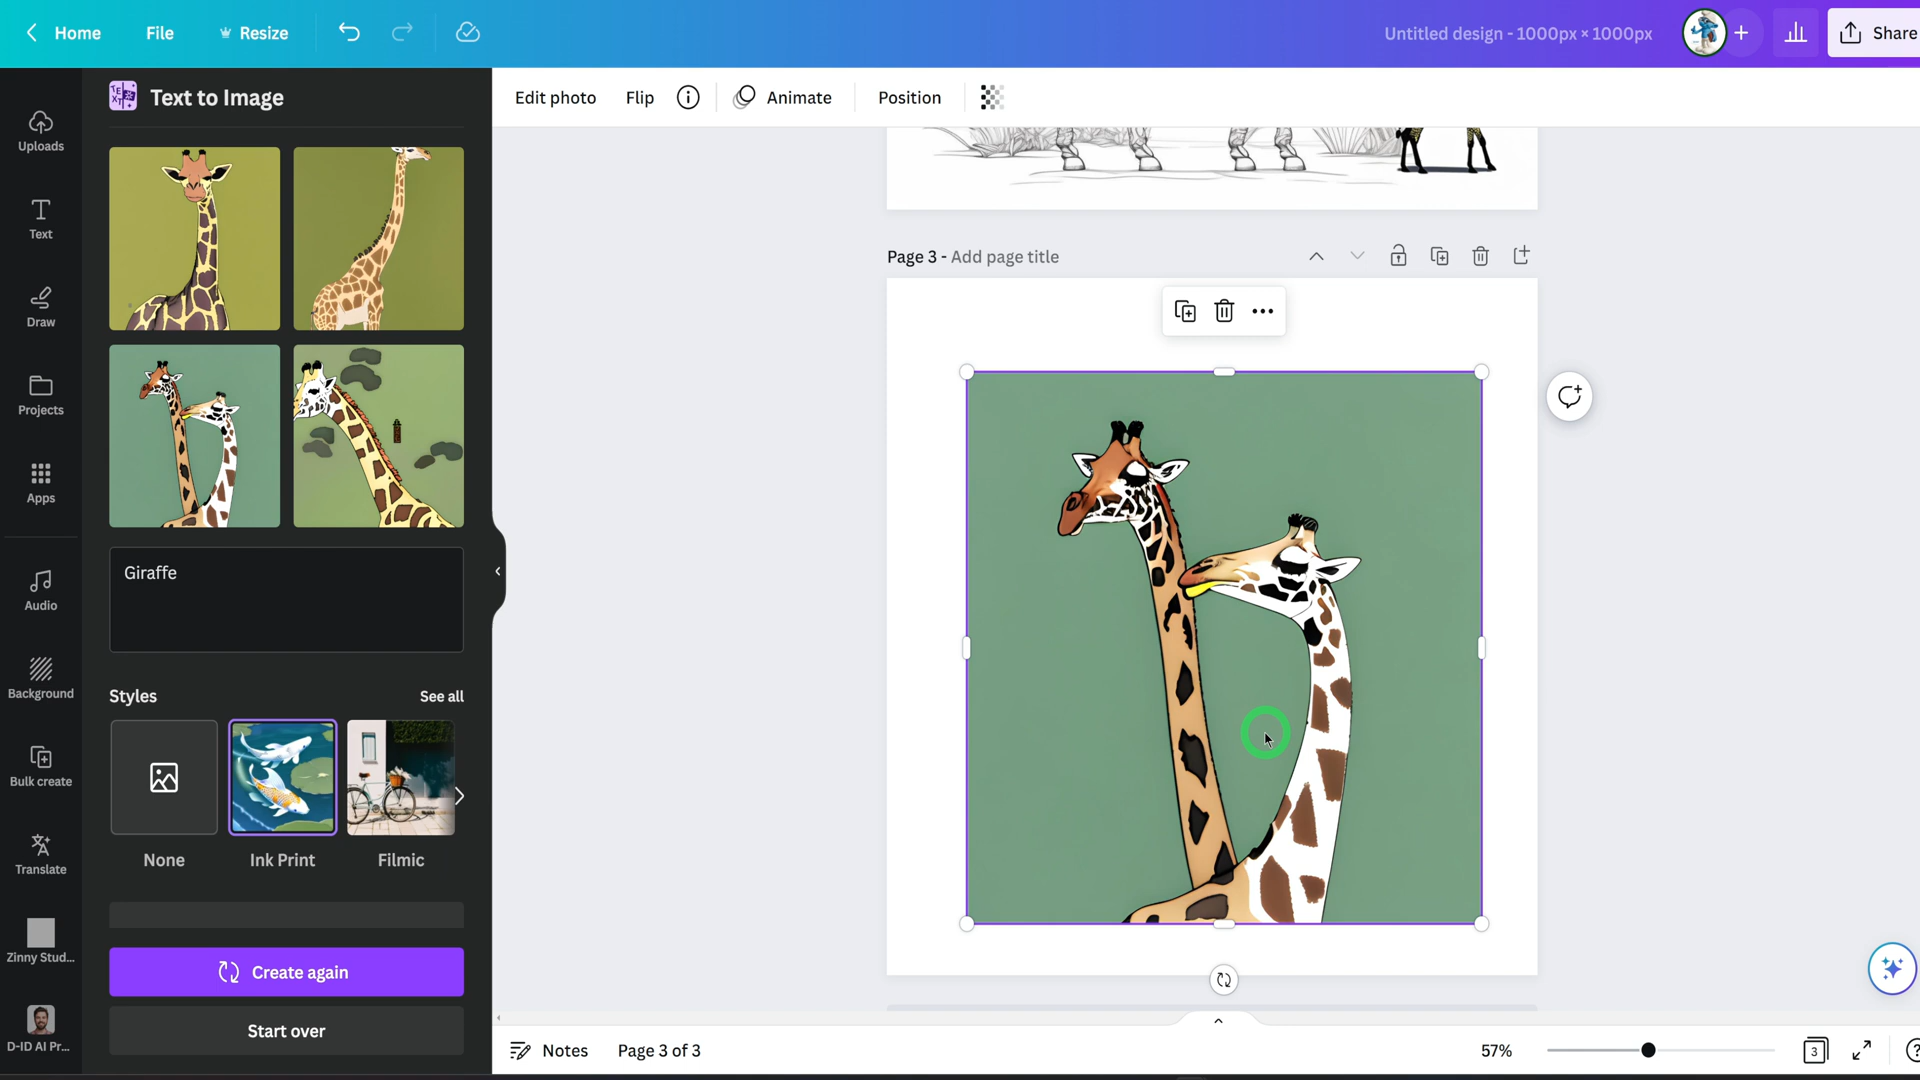 Home
File
Resize
Untitled design - 1000px × 1000px
Share
Uploads
Text
Draw
Projects
Apps
Audio
Background
Bulk create
Translate
Zinny Stud...
D-ID AI Pr...
Text to Image
Giraffe
Styles
See all
None
Ink Print
Filmic
Create again
Start over
Edit photo
Flip
Animate
Position
Page 3 - Add page title
Notes
Page 3 of 3
57%
3